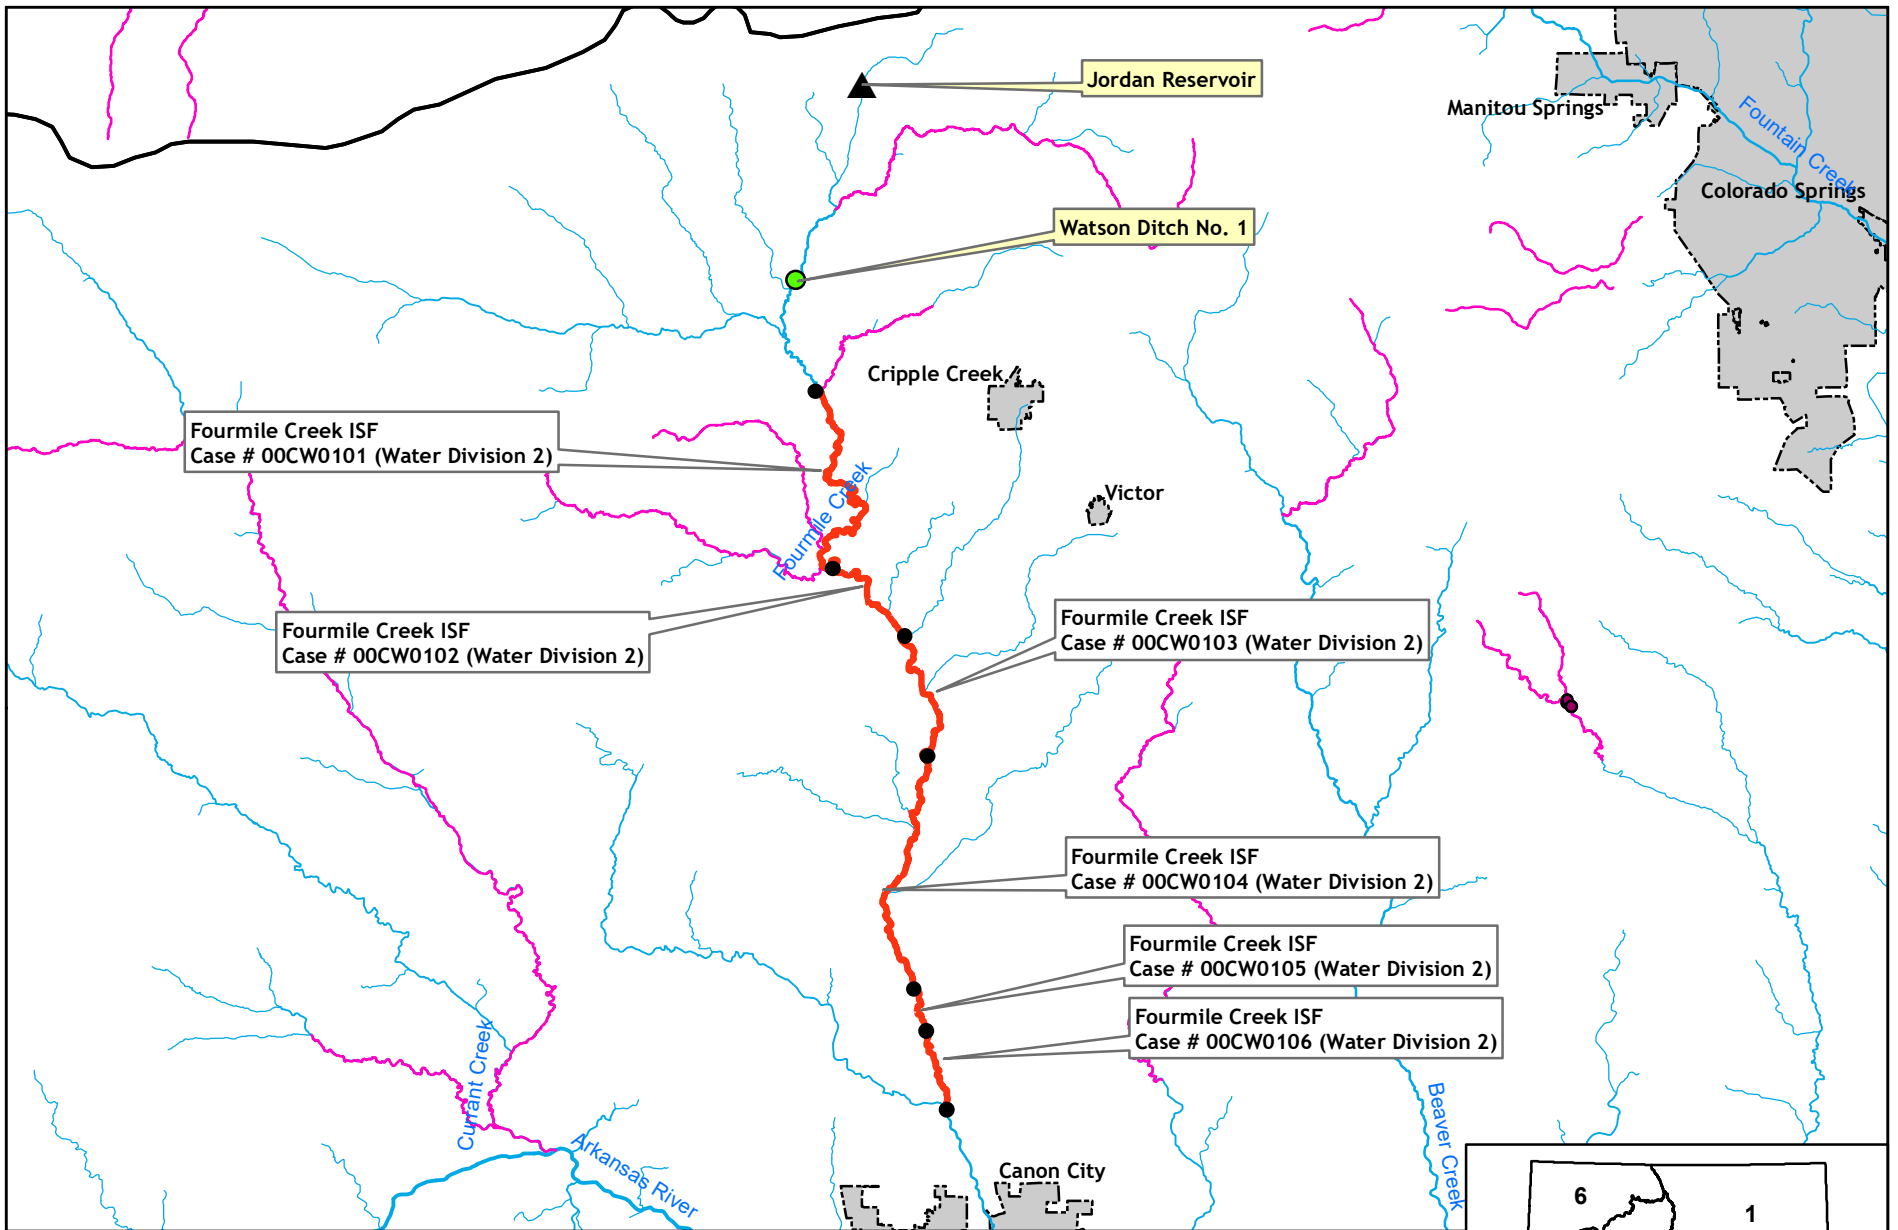 Jordan Reservoir
Manitou Springs
Fountain Creek
Colorado Springs
Watson Ditch No. 1
Cripple Creek
Fourmile Creek ISF
Case # 00CW0101 (Water Division 2)
Fourmile Creek
Victor
Fourmile Creek ISF
Case # 00CW0102 (Water Division 2)
Fourmile Creek ISF
Case # 00CW0103 (Water Division 2)
Fourmile Creek ISF
Case # 00CW0104 (Water Division 2)
Fourmile Creek ISF
Case # 00CW0105 (Water Division 2)
Fourmile Creek ISF
Case # 00CW0106 (Water Division 2)
Currant Creek
Arkansas River
Beaver Creek
Canon City
6
1